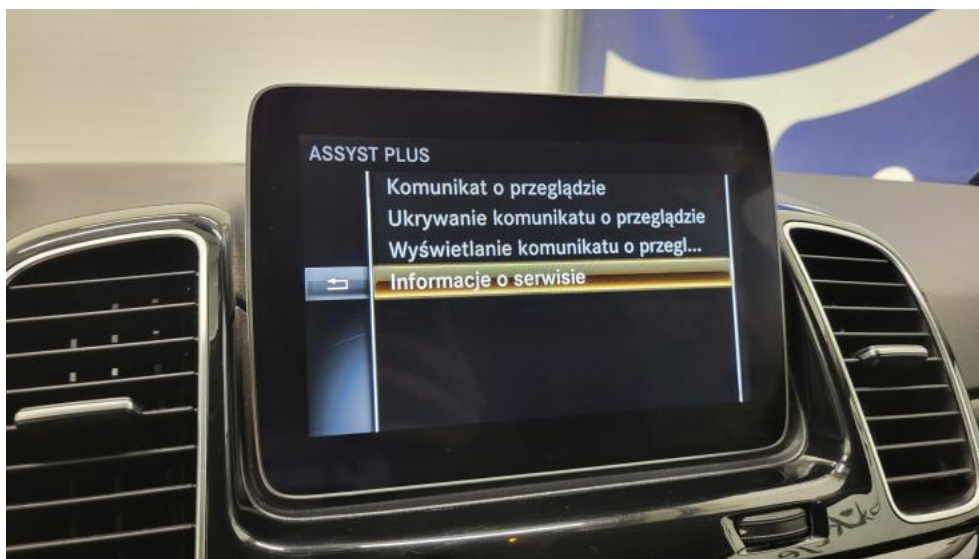 ASSYST PLUS
Komunikat o przeglądzie
Ukrywanie komunikatu o przeglądzie
Wyświetlanie komunikatu o przegl...
Informacje o serwisie